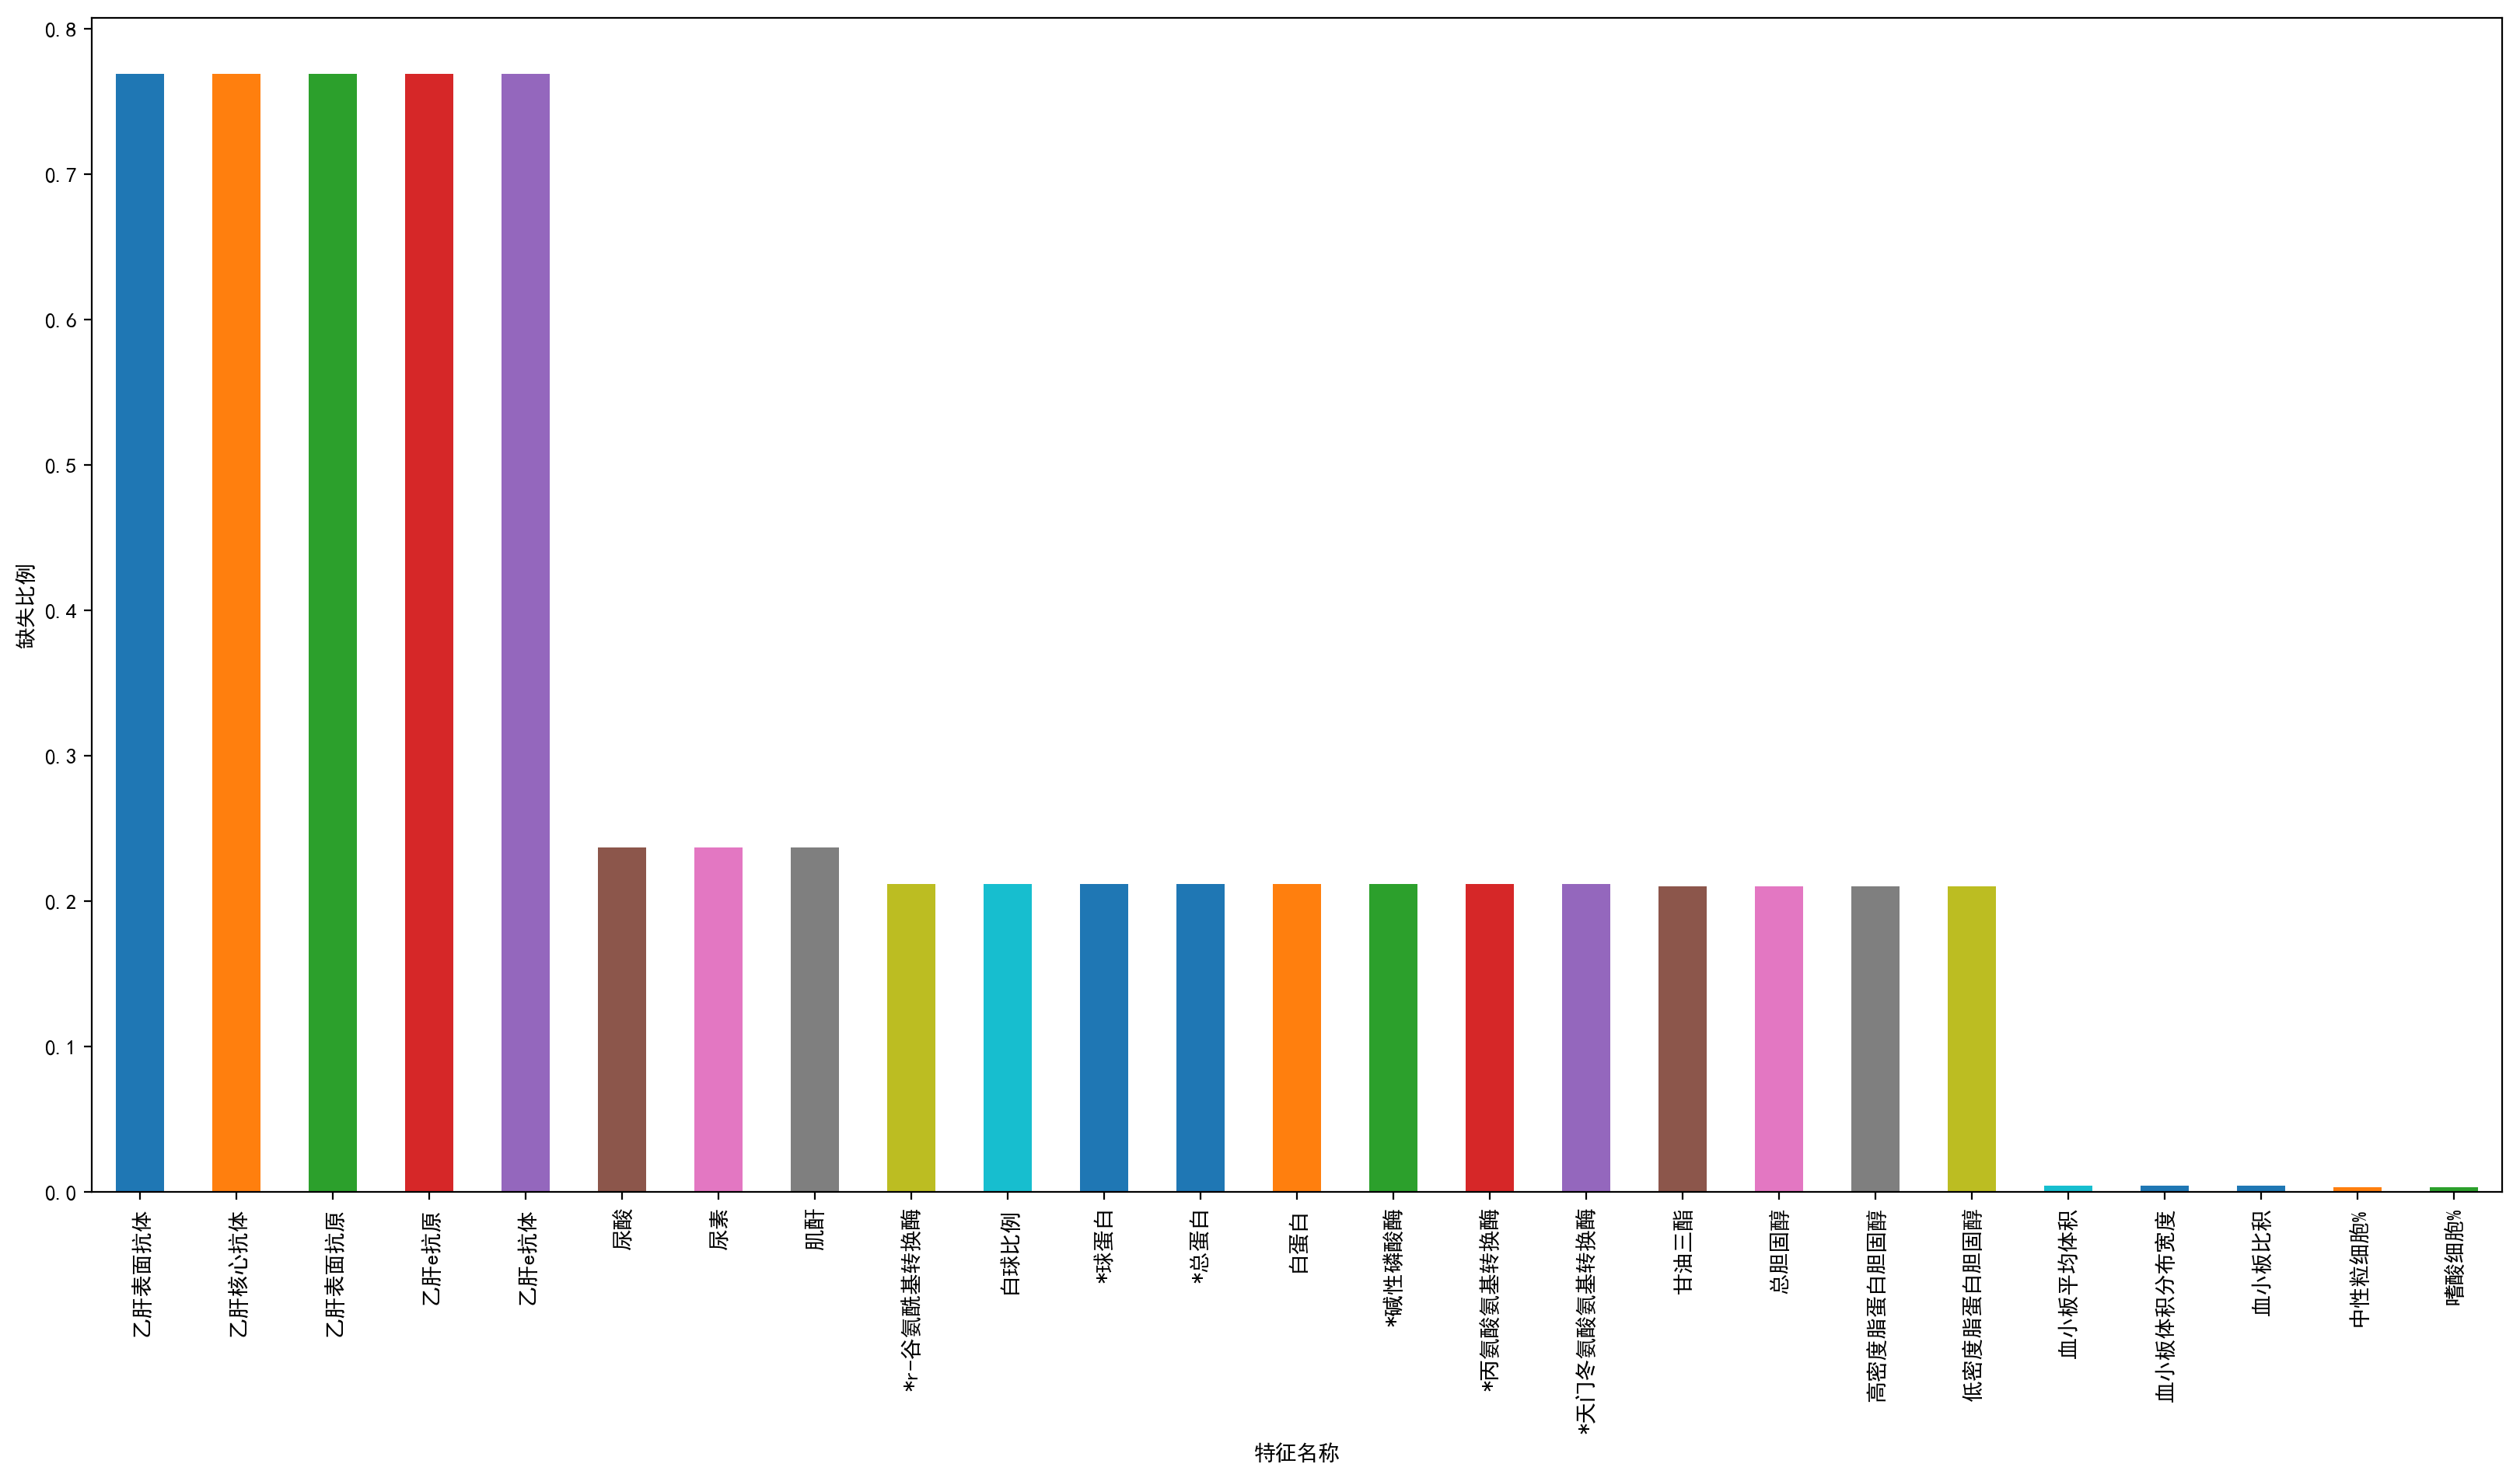 0.8
0.7
0.6
0.5
0.4
0.3
0.2
0.1
0.0
缺失比例
乙肝表面抗体
乙肝核心抗体
乙肝表面抗原
乙肝e抗原
乙肝e抗体
尿酸
尿素
肌酐
*r-谷氨酰基转换酶
白球比例
*球蛋白
*总蛋白
白蛋白
*碱性磷酸酶
*丙氨酸氨基转换酶
*天门冬氨酸氨基转换酶
甘油三酯
总胆固醇
高密度脂蛋白胆固醇
低密度脂蛋白胆固醇
血小板平均体积
血小板体积分布宽度
血小板比积
中性粒细胞%
嗜酸细胞%
特征名称